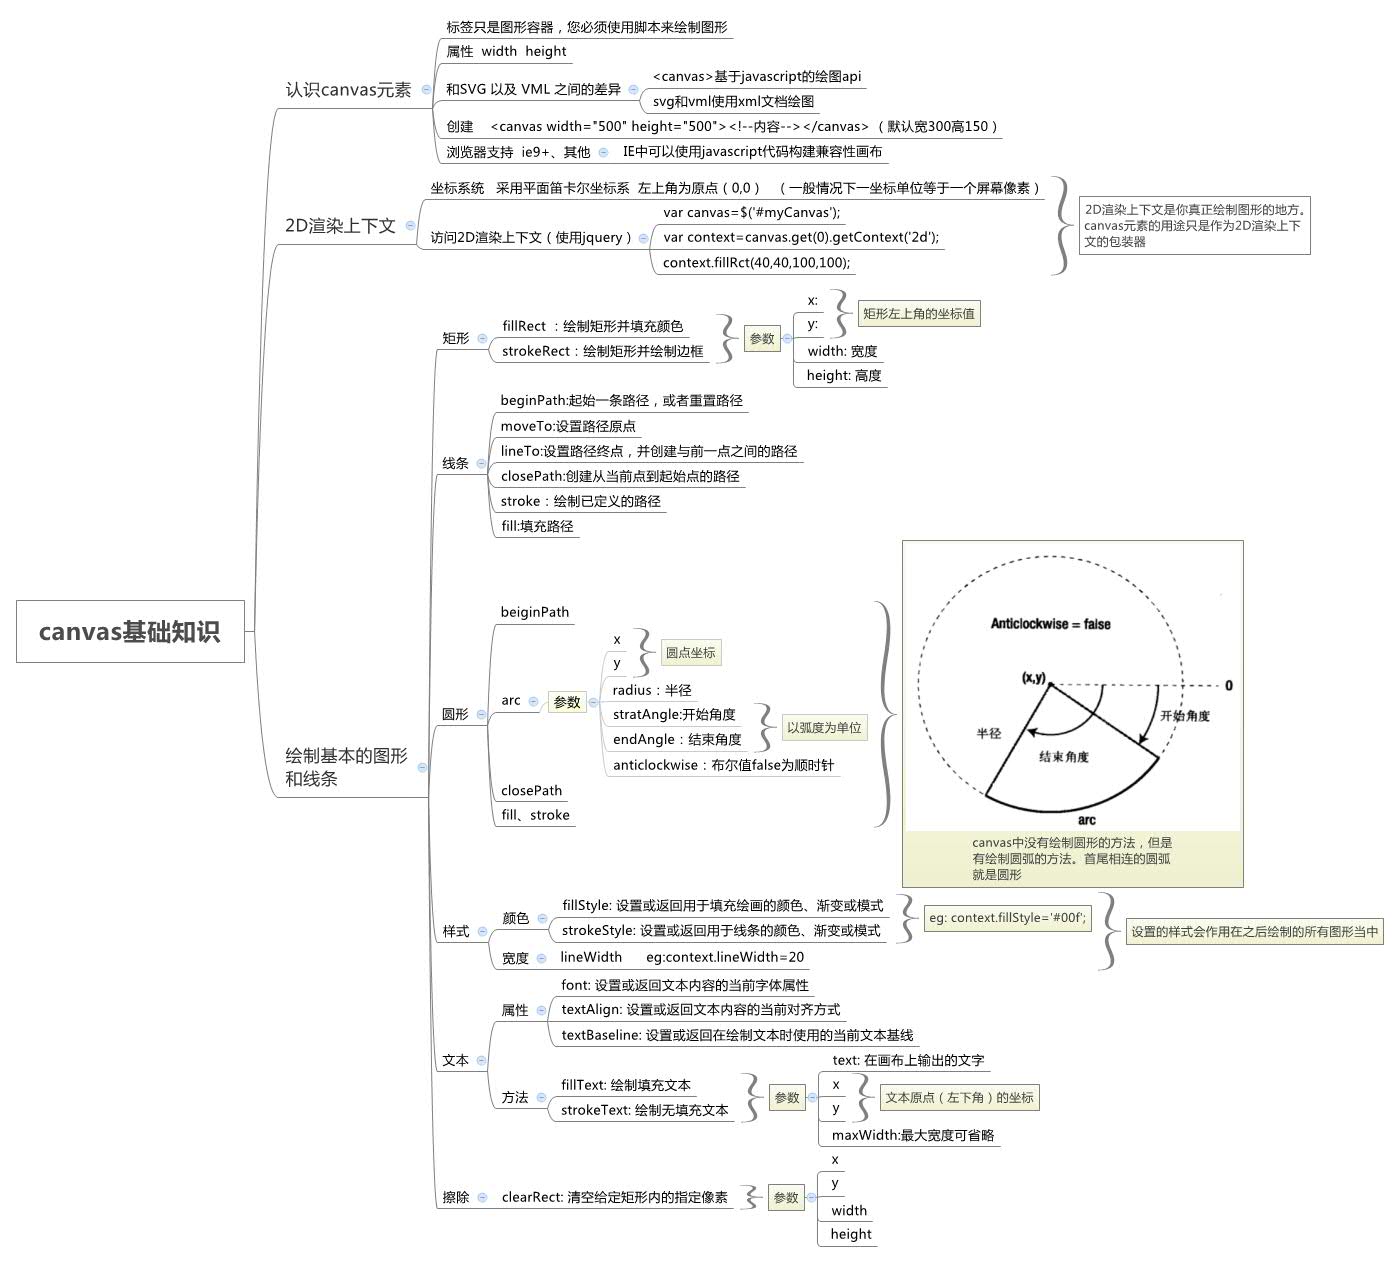 canvas基础知识
认识canvas元素
标签只是图形容器，您必须使用脚本来绘制图形
属性 width height
和SVG 以及 VML 之间的差异
<canvas>基于javascript的绘图api
svg和vml使用xml文档绘图
创建 <canvas width="500" height="500"><!--内容--></canvas>（默认宽300高150）
浏览器支持 ie9+、其他
IE中可以使用javascript代码构建兼容性画布
2D渲染上下文
坐标系统 采用平面笛卡尔坐标系 左上角为原点（0,0） （一般情况下一坐标单位等于一个屏幕像素）
访问2D渲染上下文（使用jquery）
var canvas=$('#myCanvas');
var context=canvas.get(0).getContext('2d');
context.fillRct(40,40,100,100);
2D渲染上下文是你真正绘制图形的地方。
canvas元素的用途只是作为2D渲染上下
文的包装器
绘制基本的图形
和线条
矩形
fillRect ：绘制矩形并填充颜色
strokeRect：绘制矩形并绘制边框
参数
x:
y:
矩形左上角的坐标值
width: 宽度
height: 高度
线条
beginPath:起始一条路径，或者重置路径
moveTo:设置路径原点
lineTo:设置路径终点，并创建与前一点之间的路径
closePath:创建从当前点到起始点的路径
stroke：绘制已定义的路径
fill:填充路径
圆形
beiginPath
arc
参数
x
y
圆点坐标
radius：半径
stratAngle:开始角度
endAngle：结束角度
以弧度为单位
anticlockwise：布尔值false为顺时针
closePath
fill、stroke
Anticlockwise = false
(x,y)
0
开始角度
半径
结束角度
arc
canvas中没有绘制圆形的方法，但是
有绘制圆弧的方法。首尾相连的圆弧
就是圆形
样式
颜色
fillStyle: 设置或返回用于填充绘画的颜色、渐变或模式
strokeStyle: 设置或返回用于线条的颜色、渐变或模式
eg: context.fillStyle='#00f';
宽度
lineWidth eg:context.lineWidth=20
设置的样式会作用在之后绘制的所有图形当中
文本
属性
font: 设置或返回文本内容的当前字体属性
textAlign: 设置或返回文本内容的当前对齐方式
textBaseline: 设置或返回在绘制文本时使用的当前文本基线
方法
fillText: 绘制填充文本
strokeText: 绘制无填充文本
参数
text: 在画布上输出的文字
x
y
文本原点（左下角）的坐标
maxWidth:最大宽度可省略
擦除
clearRect: 清空给定矩形内的指定像素
参数
x
y
width
height